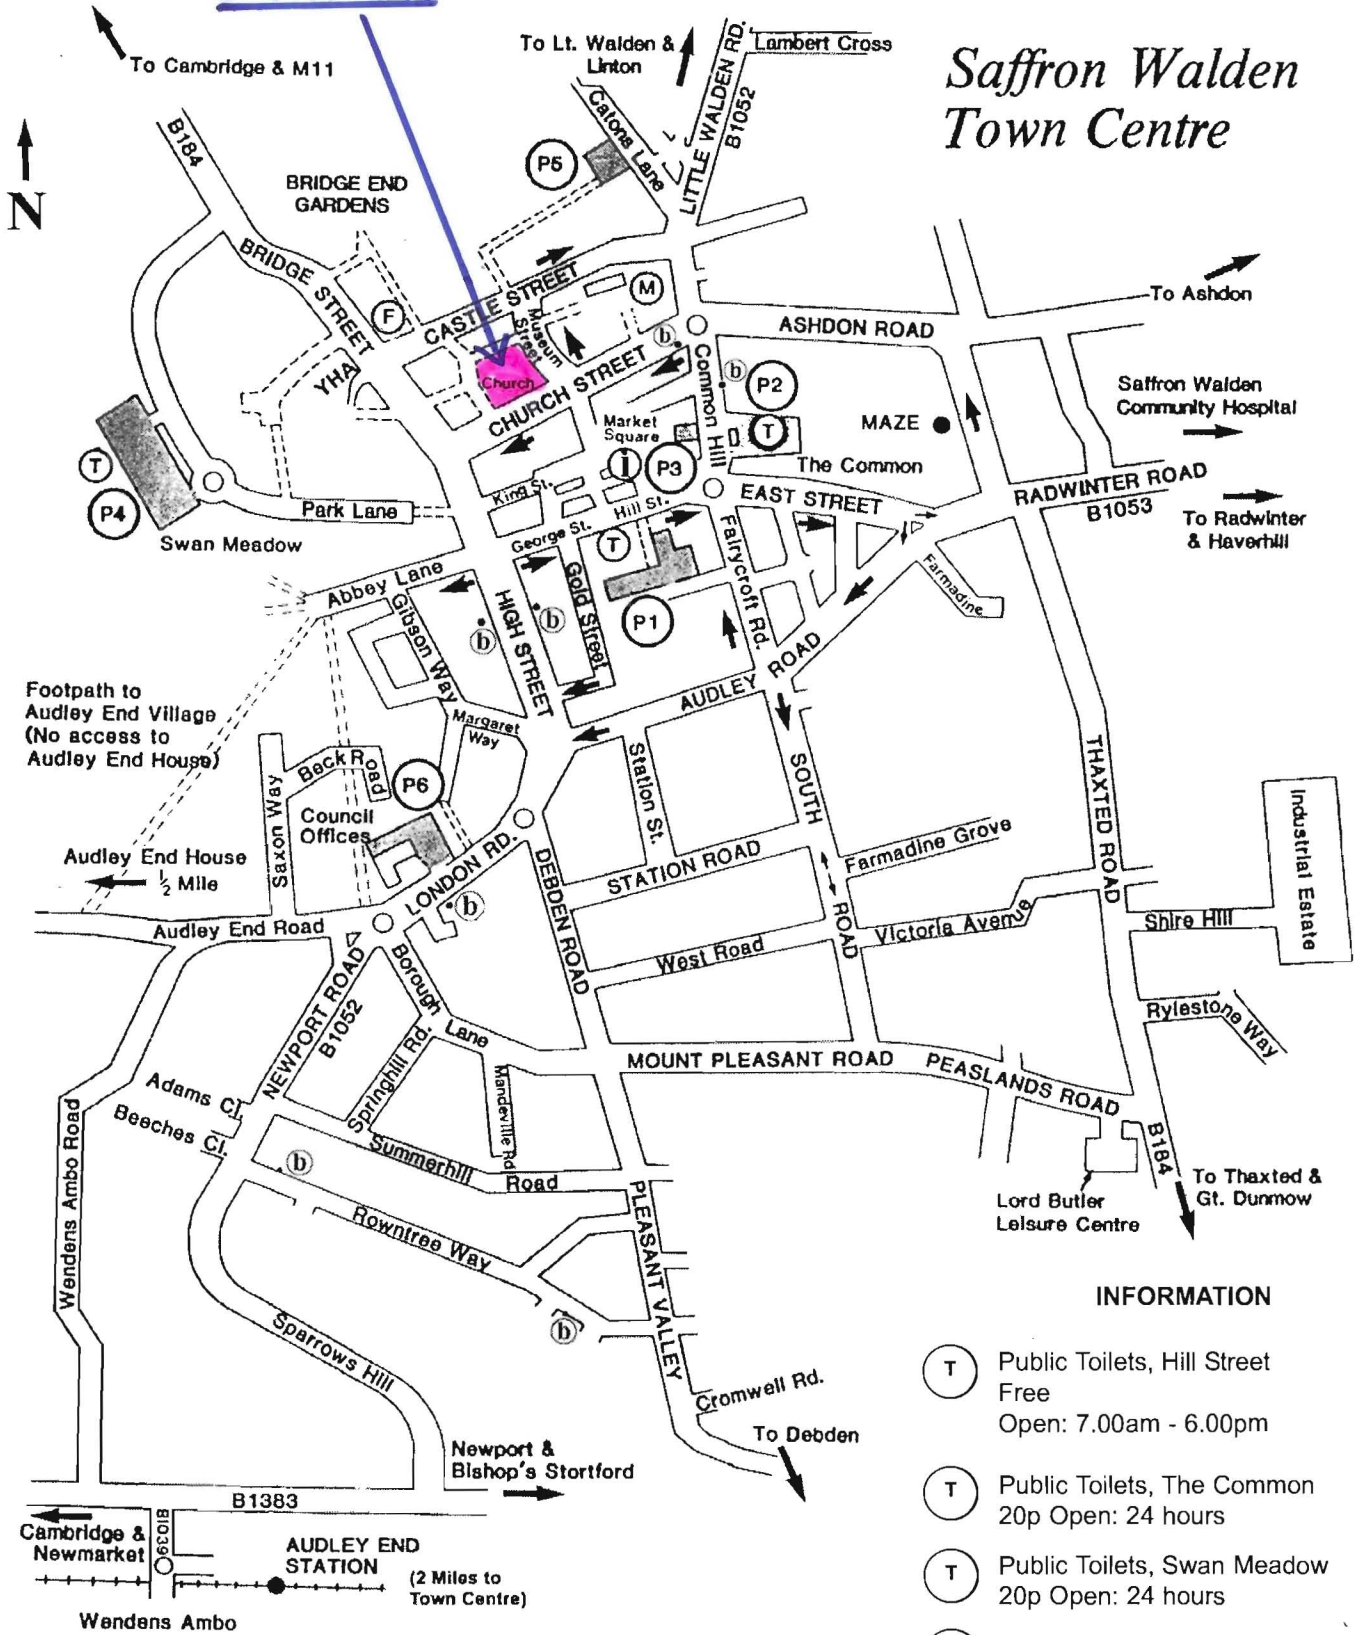 To Cambridge & M11
To Lt. Walden &
Linton
LITTLE WALDEN RD.
B1052
Lambert Cross
Saffron Walden
Town Centre
N
B184
Catons Lane
P5
BRIDGE END
GARDENS
BRIDGE STREET
F
CASTLE STREET
Museum
Street
M
To Ashdon
ASHDON ROAD
YHA
Church
CHURCH STREET
b
Common Hill
b
P2
Saffron Walden
Community Hospital
MAZE
Market
Square
T
i
P3
The Common
T
P4
King St.
EAST STREET
RADWINTER ROAD
B1053
To Radwinter
& Haverhill
Park Lane
Swan Meadow
George St.
Hill St.
T
Fairycroft Rd.
Farmadine
Abbey Lane
Gibson Way
HIGH STREET
Gold Street
b
b
P1
AUDLEY ROAD
Footpath to
Audley End Village
(No access to
Audley End House)
Margaret
Way
Beck Road
P6
Saxon Way
Council
Offices
Station St.
SOUTH ROAD
THAXTED ROAD
Industrial Estate
Audley End House
½ Mile
LONDON RD.
DEBDEN ROAD
STATION ROAD
Farmadine Grove
b
Audley End Road
West Road
Victoria Avenue
Shire Hill
NEWPORT ROAD
B1052
Borough Lane
Rylestone Way
Springhill Rd.
Mandeville Rd.
MOUNT PLEASANT ROAD
PEASLANDS ROAD
Adams Cl.
Beeches Cl.
Summerhill Road
B184
Wendens Ambo Road
b
Rowntree Way
PLEASANT VALLEY
To Thaxted &
Gt. Dunmow
Lord Butler
Leisure Centre
b
Sparrows Hill
Cromwell Rd.
To Debden
Newport &
Bishop's Stortford
B1383
Cambridge &
Newmarket
B1039
AUDLEY END
STATION
(2 Miles to
Town Centre)
Wendens Ambo
INFORMATION
T Public Toilets, Hill Street
Free
Open: 7.00am - 6.00pm
T Public Toilets, The Common
20p Open: 24 hours
T Public Toilets, Swan Meadow
20p Open: 24 hours